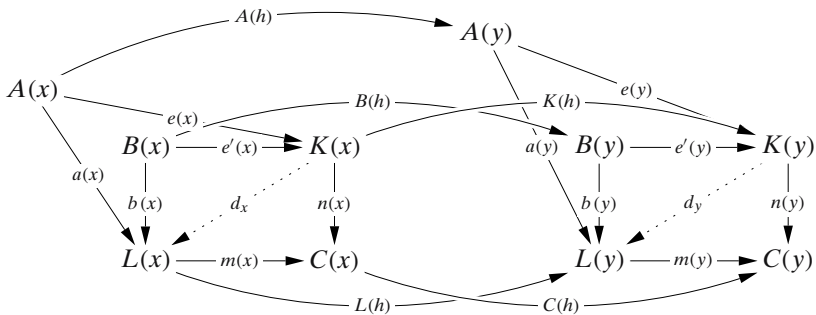 A(h)
A(y)
A(x)
e(y)
B(h)
K(h)
e(x)
B(x)
e′(x)
K(x)
a(y)
B(y)
e′(y)
K(y)
a(x)
b(x)
d_x
n(x)
b(y)
d_y
n(y)
L(x)
m(x)
C(x)
L(y)
m(y)
C(y)
L(h)
C(h)